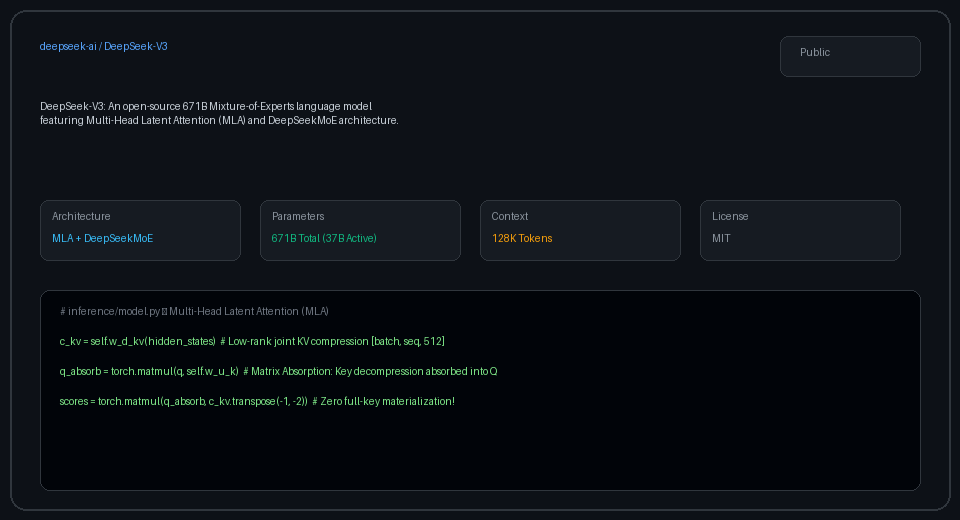 deepseek-ai / DeepSeek-V3
Public
DeepSeek-V3: An open-source 671B Mixture-of-Experts language model
featuring Multi-Head Latent Attention (MLA) and DeepSeekMoE architecture.
Architecture
MLA + DeepSeekMoE
Parameters
671B Total (37B Active)
Context
128K Tokens
License
MIT
# inference/model.py▯ Multi-Head Latent Attention (MLA)
c_kv = self.w_d_kv(hidden_states)  # Low-rank joint KV compression [batch, seq, 512]
q_absorb = torch.matmul(q, self.w_u_k)  # Matrix Absorption: Key decompression absorbed into Q
scores = torch.matmul(q_absorb, c_kv.transpose(-1, -2))  # Zero full-key materialization!